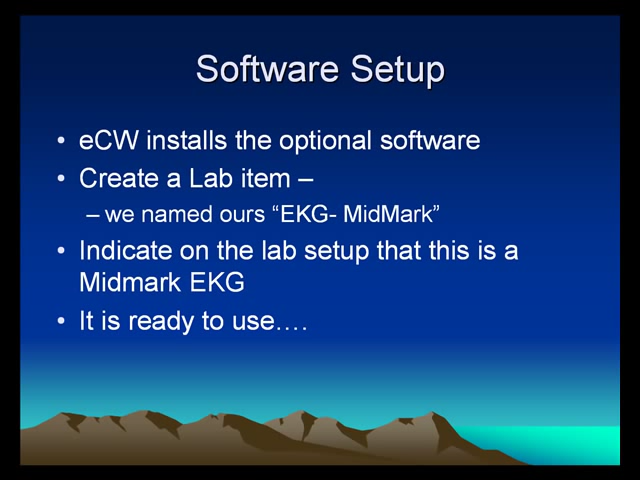 Software Setup
• eCW installs the optional software
• Create a Lab item –
– we named ours “EKG- MidMark”
• Indicate on the lab setup that this is a
Midmark EKG
• It is ready to use….